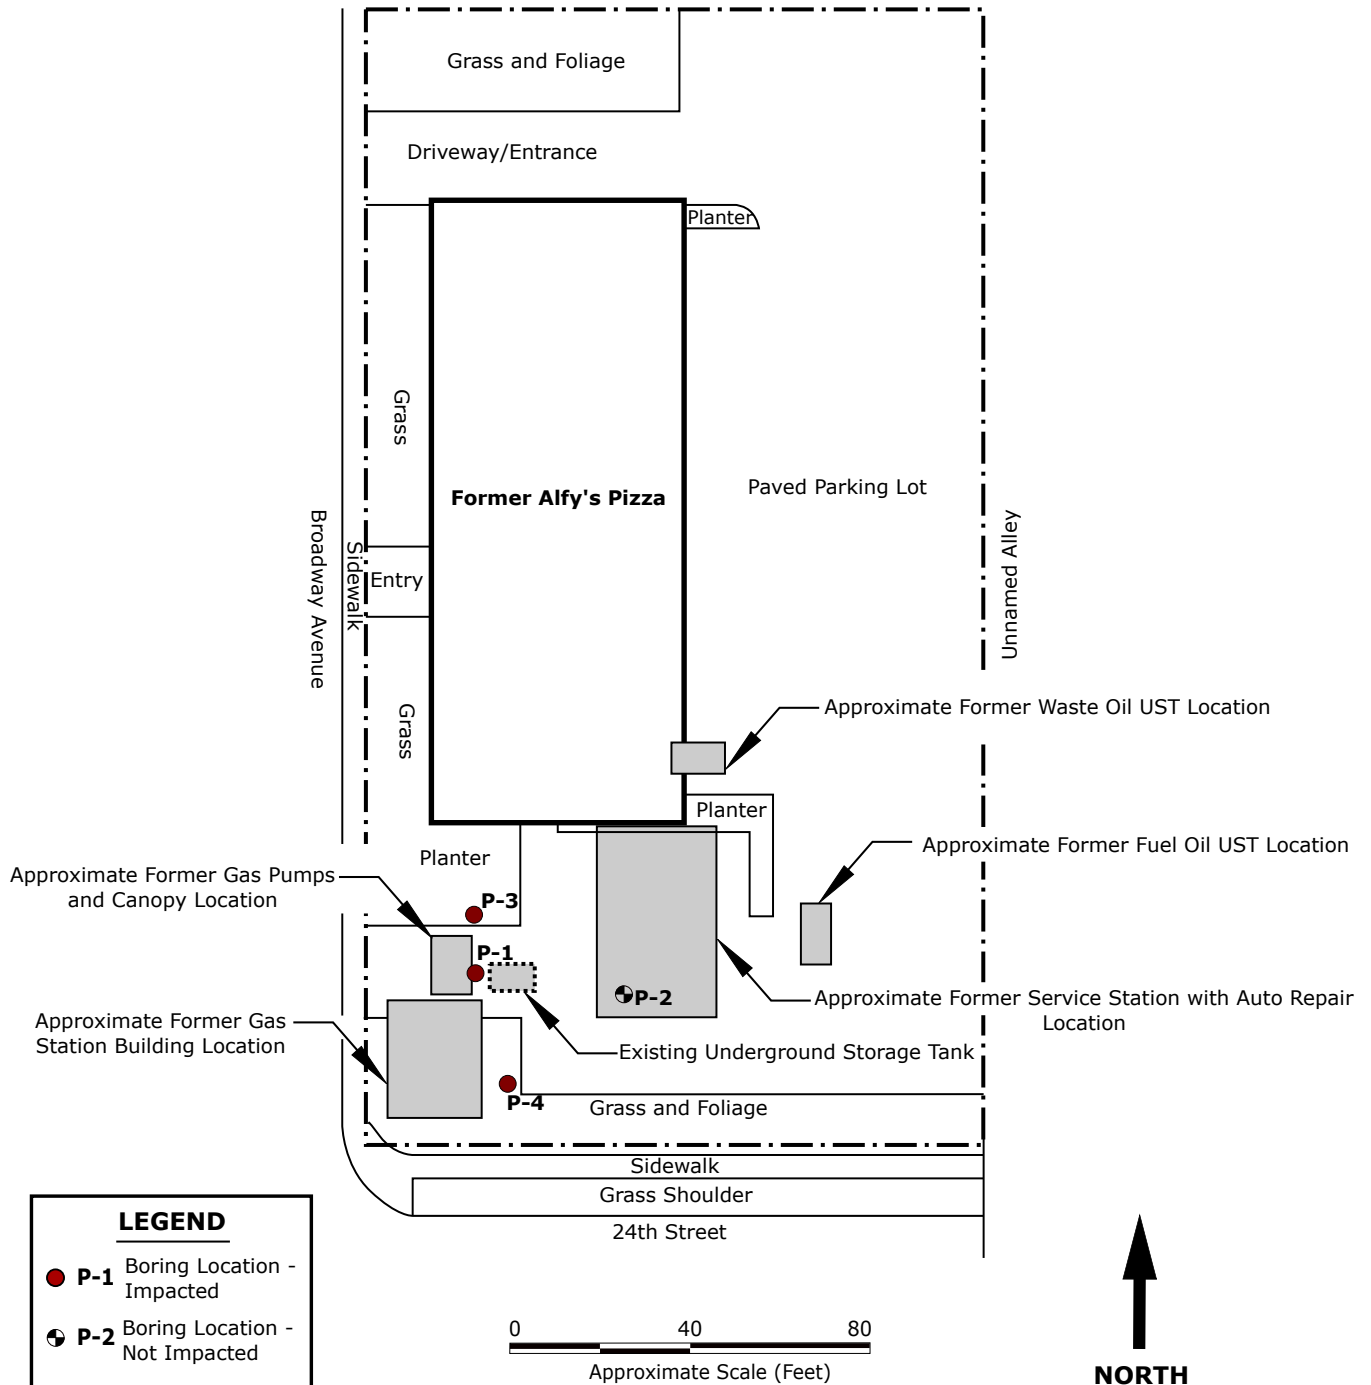 Grass and Foliage
Driveway/Entrance
Planter
Grass
Former Alfy's Pizza
Paved Parking Lot
Broadway Avenue
Sidewalk
Entry
Unnamed Alley
Grass
Approximate Former Waste Oil UST Location
Planter
Approximate Former Fuel Oil UST Location
Planter
Approximate Former Gas Pumps
and Canopy Location
P-3
P-1
P-2
Approximate Former Service Station with Auto Repair
Location
Approximate Former Gas
Station Building Location
Existing Underground Storage Tank
P-4
Grass and Foliage
Sidewalk
Grass Shoulder
24th Street
LEGEND
P-1 Boring Location -
Impacted
P-2 Boring Location -
Not Impacted
0 40 80
Approximate Scale (Feet)
NORTH